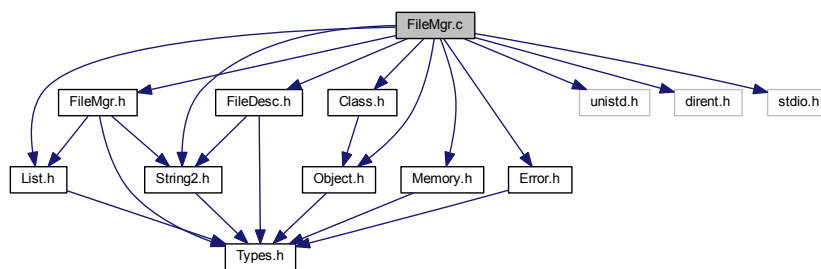 FileMgr.c
FileMgr.h
FileDesc.h
Class.h
unistd.h
dirent.h
stdio.h
List.h
String2.h
Object.h
Memory.h
Error.h
Types.h